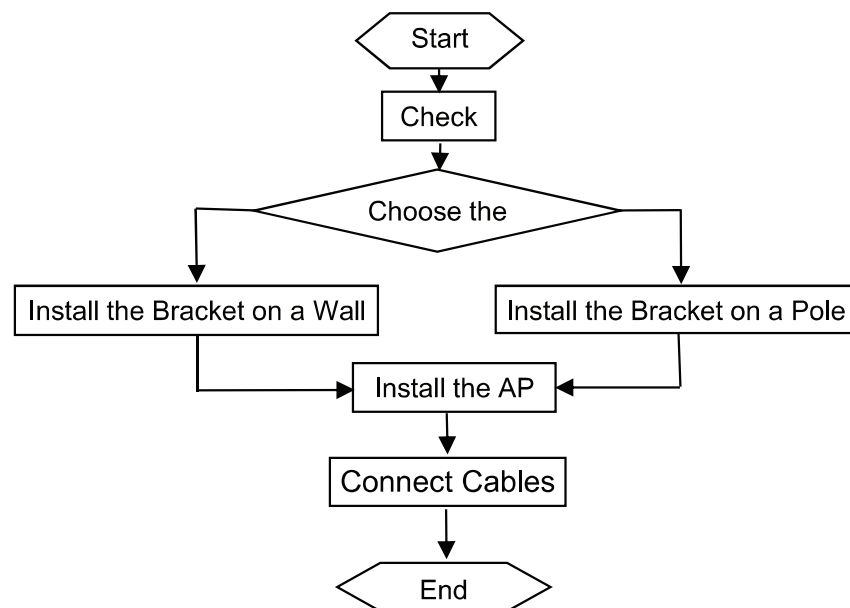 Start
Check
Choose the
Install the Bracket on a Wall
Install the Bracket on a Pole
Install the AP
Connect Cables
End